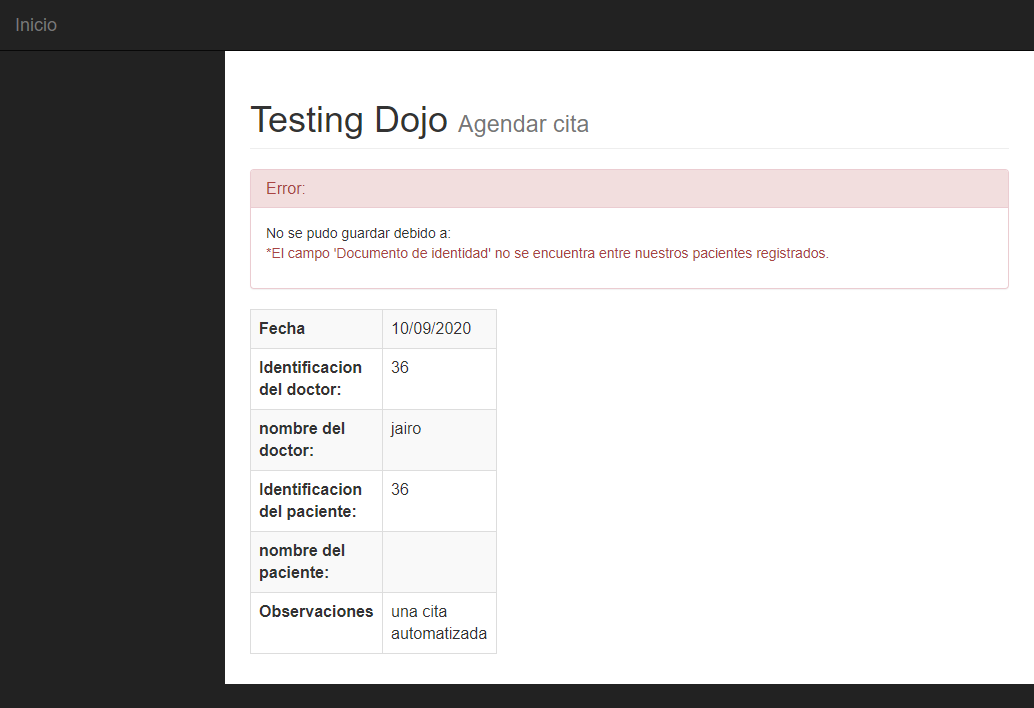 Inicio
Testing Dojo Agendar cita
Error:
No se pudo guardar debido a:
*El campo 'Documento de identidad' no se encuentra entre nuestros pacientes registrados.
Fecha 10/09/2020
Identificacion 36
del doctor:
nombre del jairo
doctor:
Identificacion 36
del paciente:
nombre del
paciente:
Observaciones una cita
automatizada